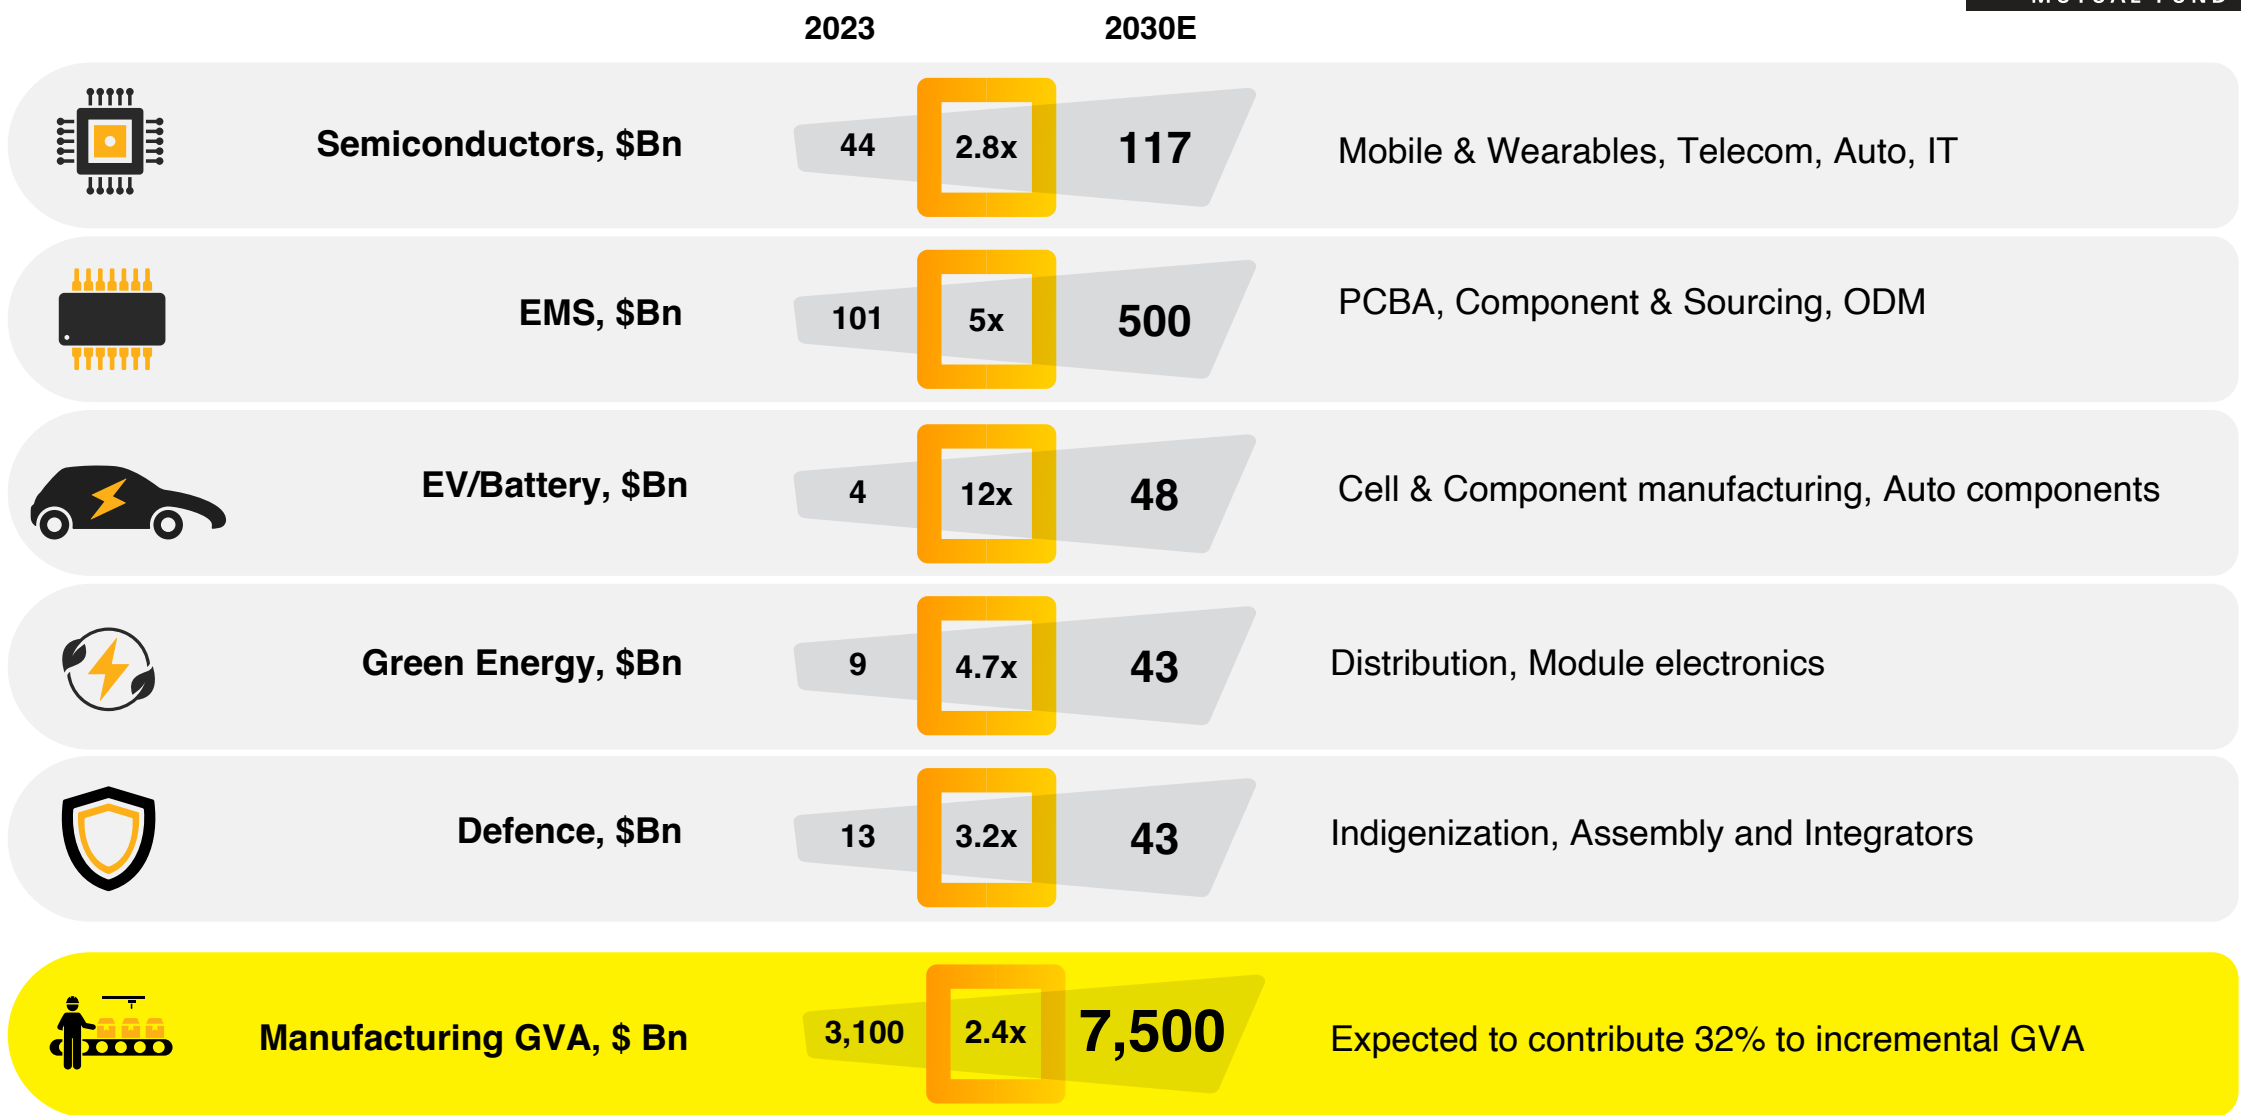 MUTUAL FUND
2023 2030E
Semiconductors, $Bn 44 2.8x 117 Mobile & Wearables, Telecom, Auto, IT
EMS, $Bn 101 5x 500 PCBA, Component & Sourcing, ODM
EV/Battery, $Bn 4 12x 48 Cell & Component manufacturing, Auto components
Green Energy, $Bn 9 4.7x 43 Distribution, Module electronics
Defence, $Bn 13 3.2x 43 Indigenization, Assembly and Integrators
Manufacturing GVA, $ Bn 3,100 2.4x 7,500 Expected to contribute 32% to incremental GVA